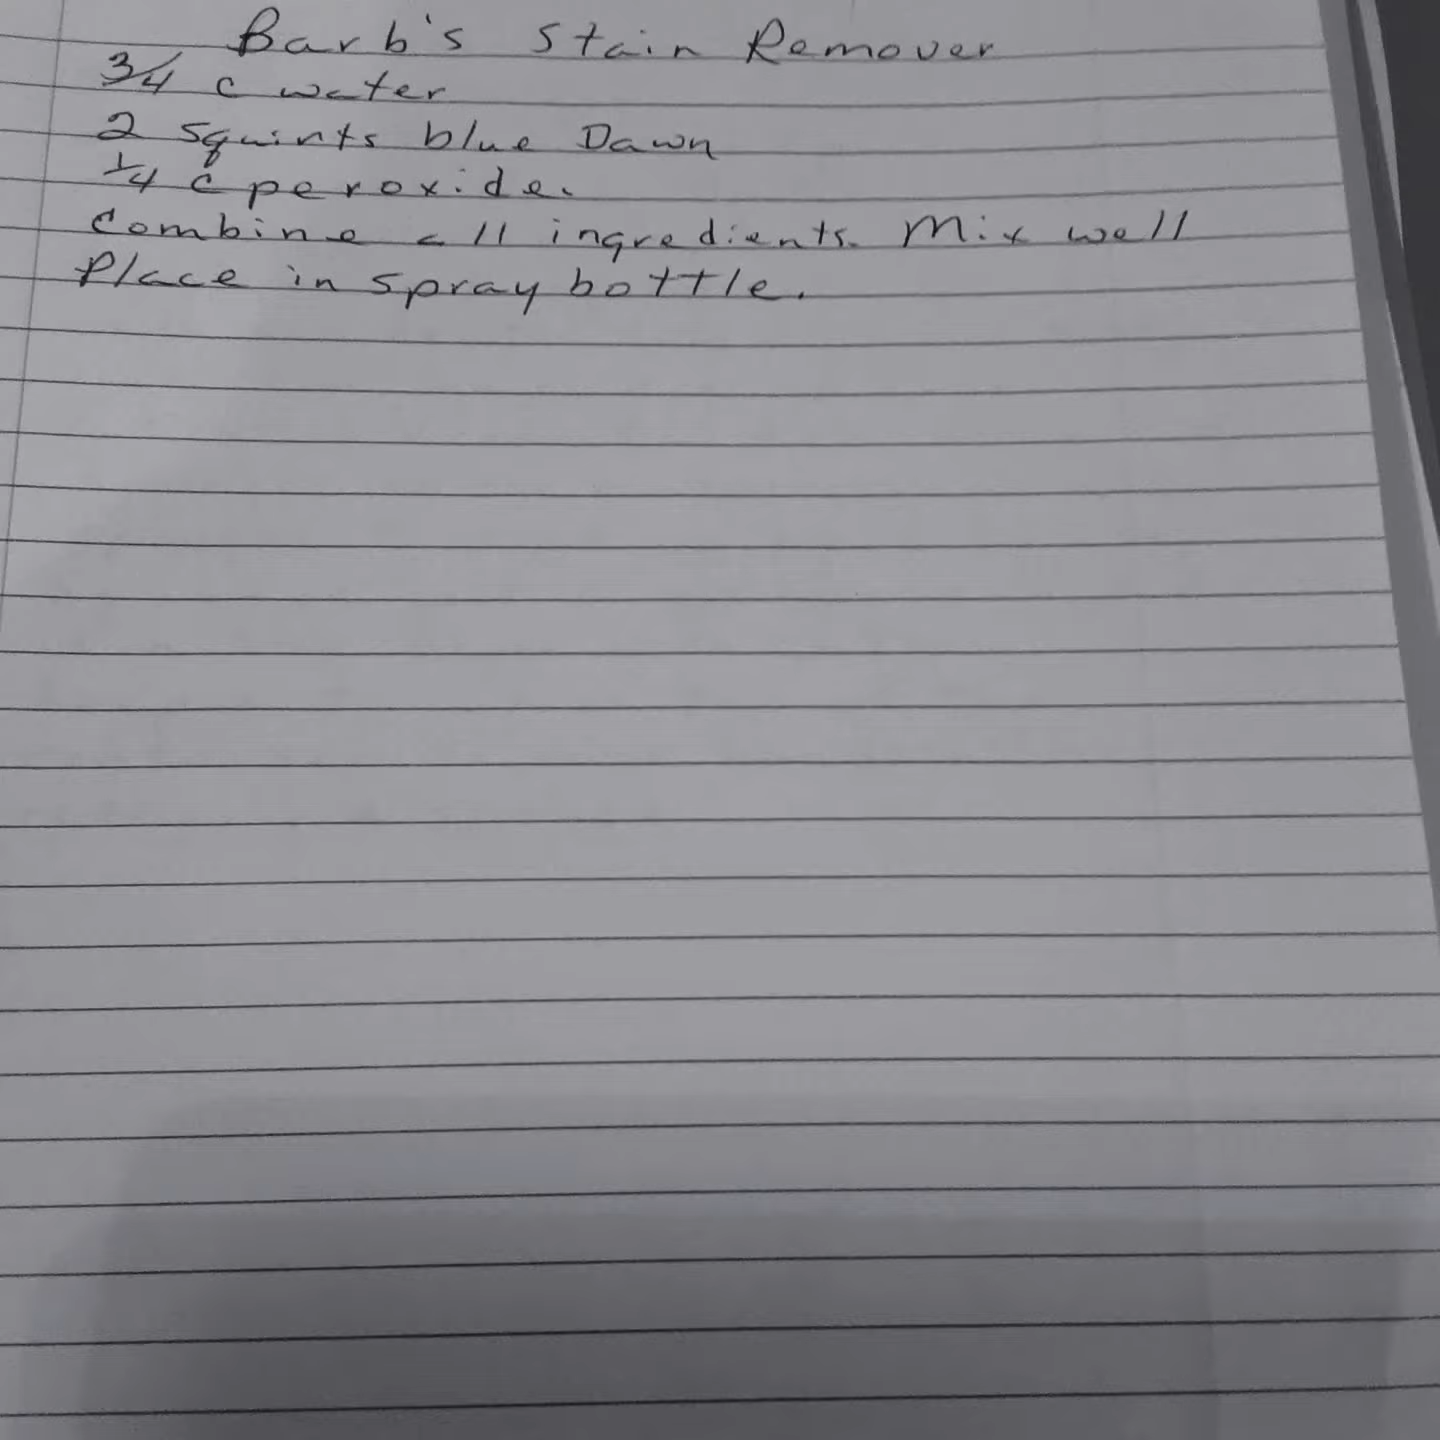 Barb's Stain Remover
3/4 c water
2 squirts blue Dawn
1/4 c peroxide.
Combine all ingredients. Mix well
Place in spray bottle.